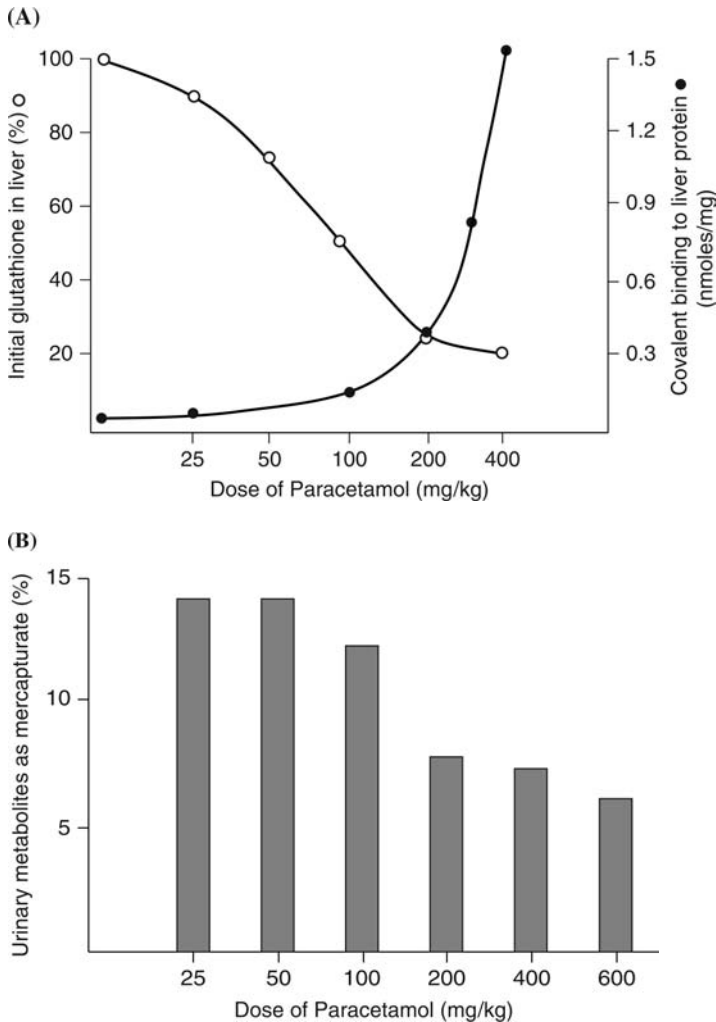 (A)
Initial glutathione in liver (%) ○
100
80
60
40
20
1.5
1.2
0.9
0.6
0.3
Covalent binding to liver protein ●
(nmoles/mg)
25 50 100 200 400
Dose of Paracetamol (mg/kg)
(B)
Urinary metabolites as mercapturate (%)
15
10
5
25 50 100 200 400 600
Dose of Paracetamol (mg/kg)